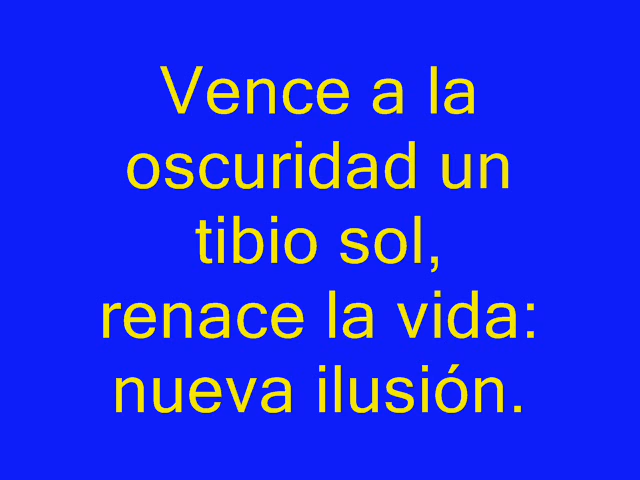 Vence a la
oscuridad un
tibio sol,
renace la vida:
nueva ilusión.